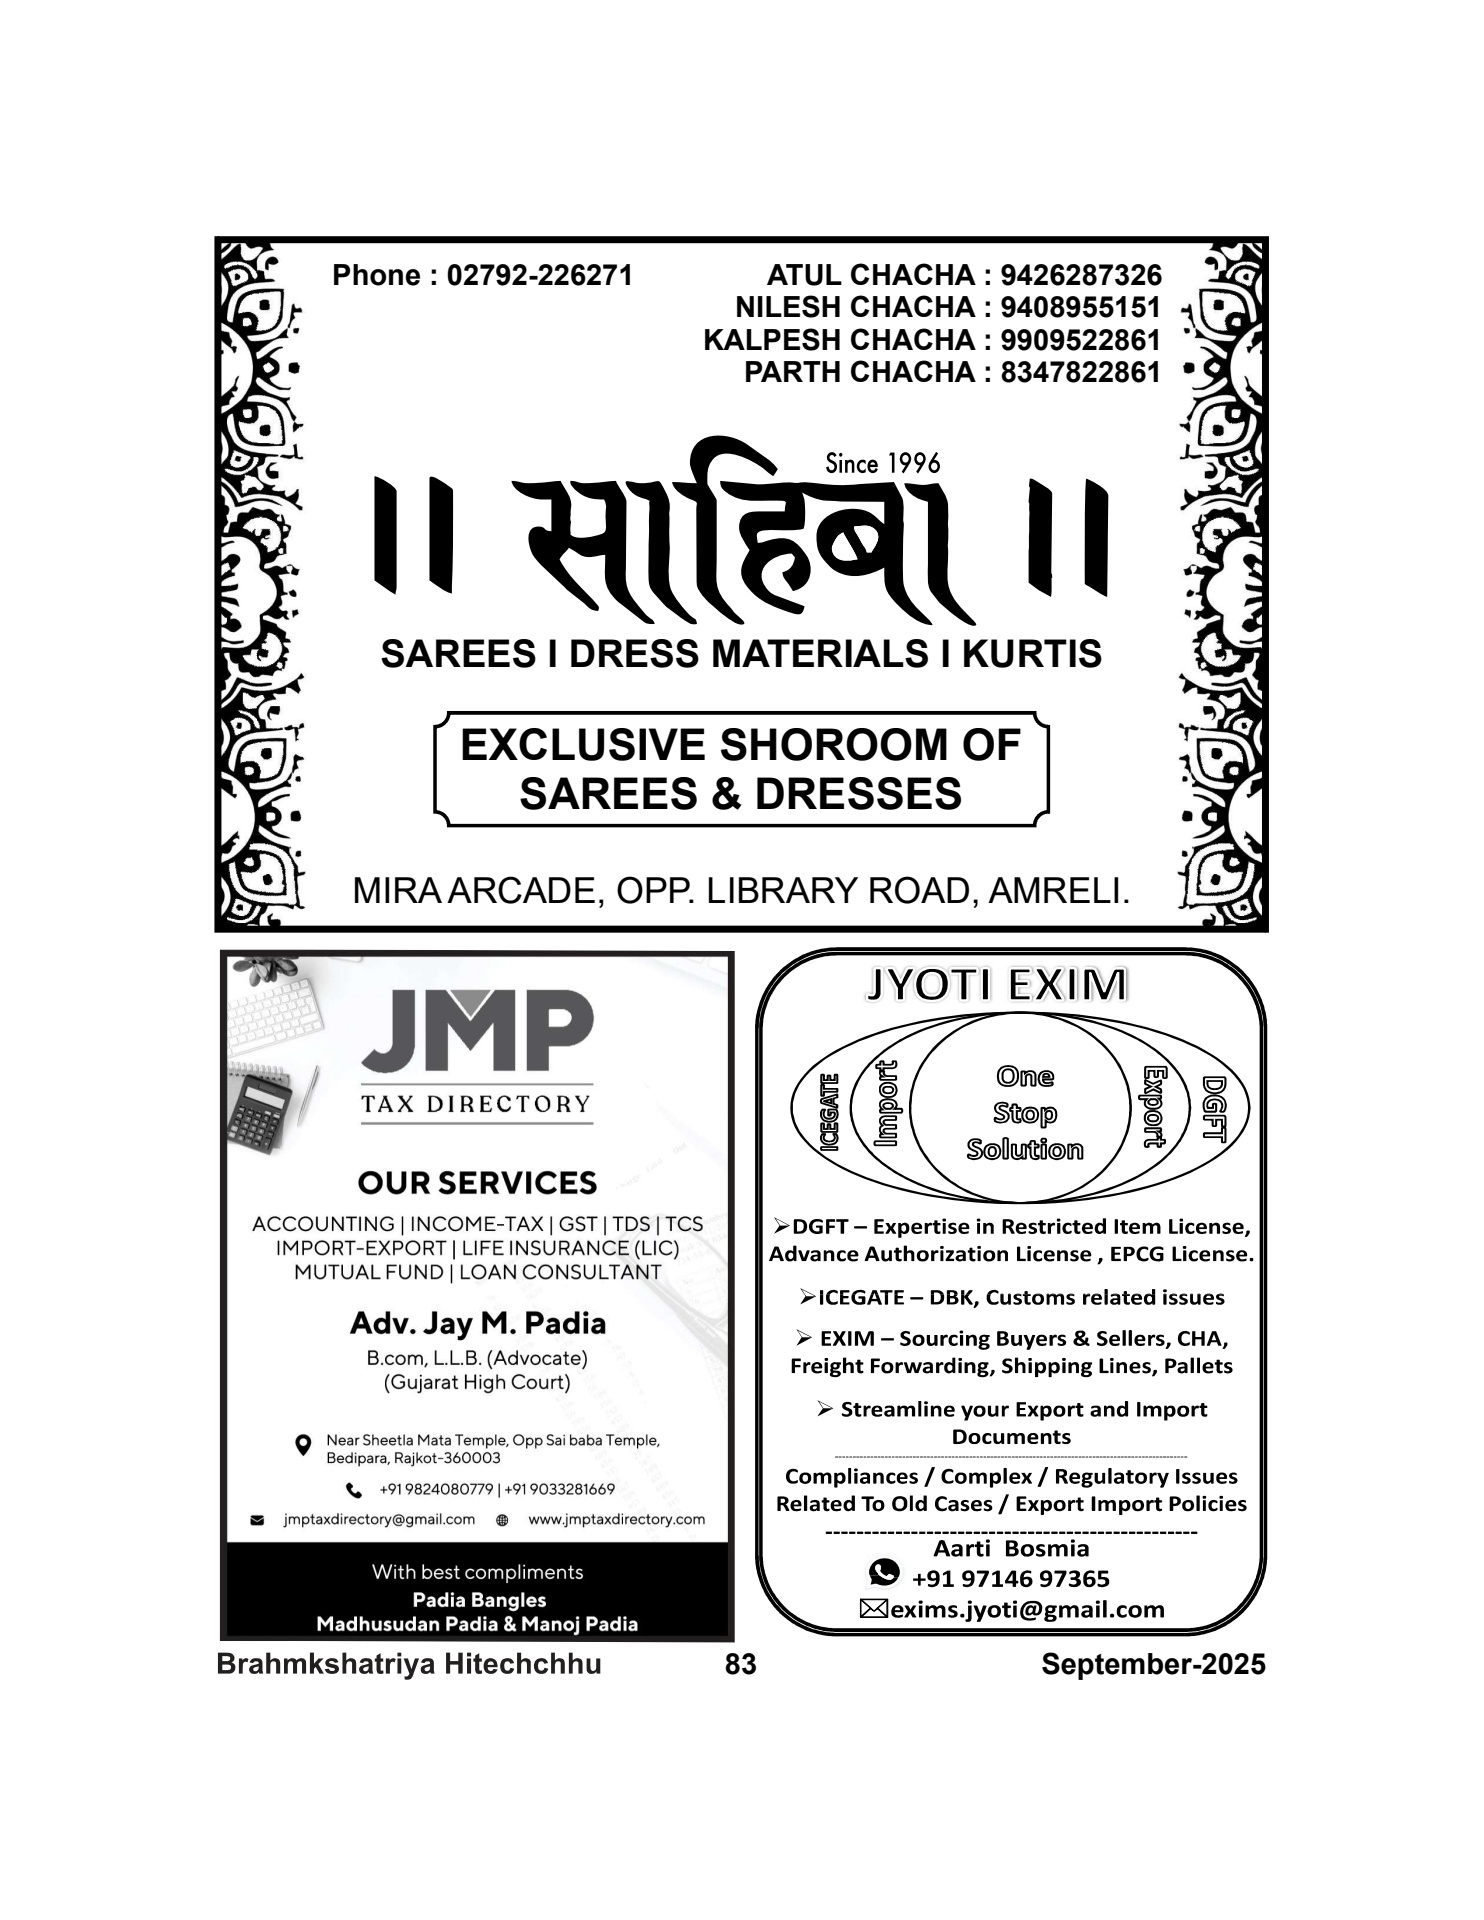 Phone : 02792-226271
ATUL CHACHA : 9426287326
NILESH CHACHA : 9408955151
KALPESH CHACHA : 9909522861
PARTH CHACHA : 8347822861
Since 1996
।। साहिबा ।।
SAREES I DRESS MATERIALS I KURTIS
EXCLUSIVE SHOROOM OF
SAREES & DRESSES
MIRA ARCADE, OPP. LIBRARY ROAD, AMRELI.
JMP
TAX DIRECTORY
OUR SERVICES
ACCOUNTING | INCOME-TAX | GST | TDS | TCS
IMPORT-EXPORT | LIFE INSURANCE (LIC)
MUTUAL FUND | LOAN CONSULTANT
Adv. Jay M. Padia
B.com, L.L.B. (Advocate)
(Gujarat High Court)
Near Sheetla Mata Temple, Opp Sai baba Temple,
Bedipara, Rajkot-360003
+91 9824080779 | +91 9033281669
jmptaxdirectory@gmail.com www.jmptaxdirectory.com
With best compliments
Padia Bangles
Madhusudan Padia & Manoj Padia
JYOTI EXIM
ICEGATE
Import
One
Stop
Solution
Export
DGFT
➢DGFT – Expertise in Restricted Item License,
Advance Authorization License , EPCG License.
➢ICEGATE – DBK, Customs related issues
➢ EXIM – Sourcing Buyers & Sellers, CHA,
Freight Forwarding, Shipping Lines, Pallets
➢ Streamline your Export and Import
Documents
Compliances / Complex / Regulatory Issues
Related To Old Cases / Export Import Policies
Aarti Bosmia
+91 97146 97365
exims.jyoti@gmail.com
Brahmkshatriya Hitechchhu 83 September-2025